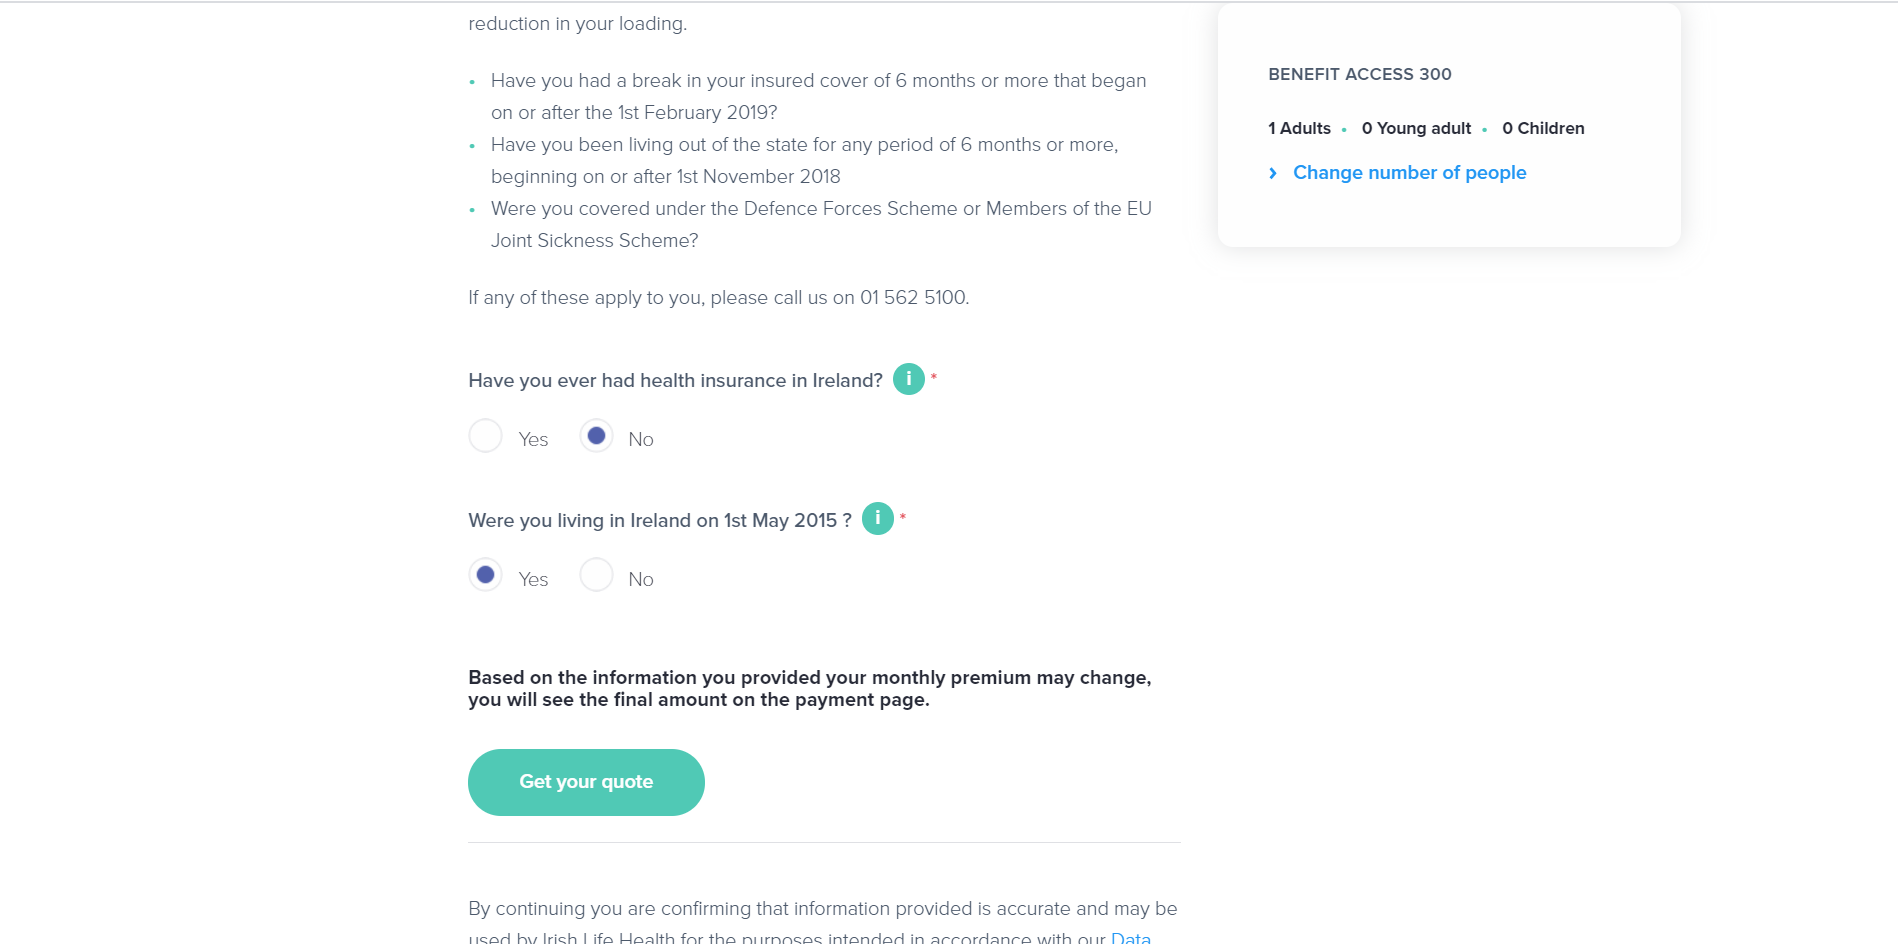 reduction in your loading.
Have you had a break in your insured cover of 6 months or more that began
on or after the 1st February 2019?
Have you been living out of the state for any period of 6 months or more,
beginning on or after 1st November 2018
Were you covered under the Defence Forces Scheme or Members of the EU
Joint Sickness Scheme?
If any of these apply to you, please call us on 01 562 5100.
Have you ever had health insurance in Ireland? i *
Yes No
Were you living in Ireland on 1st May 2015 ? i *
Yes No
Based on the information you provided your monthly premium may change,
you will see the final amount on the payment page.
Get your quote
By continuing you are confirming that information provided is accurate and may be
used by Irish Life Health for the purposes intended in accordance with our Data
BENEFIT ACCESS 300
1 Adults • 0 Young adult • 0 Children
› Change number of people